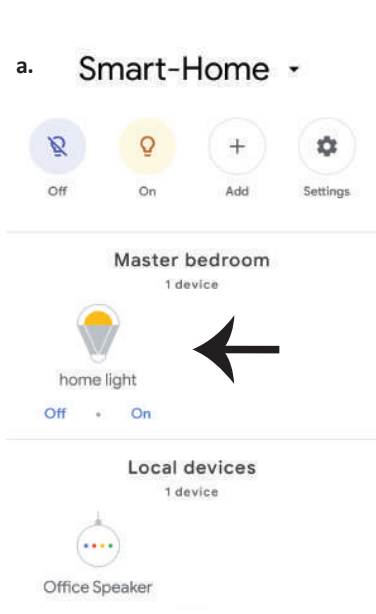 a. Smart-Home
Off On Add Settings
Master bedroom
1 device
home light
Off • On
Local devices
1 device
Office Speaker